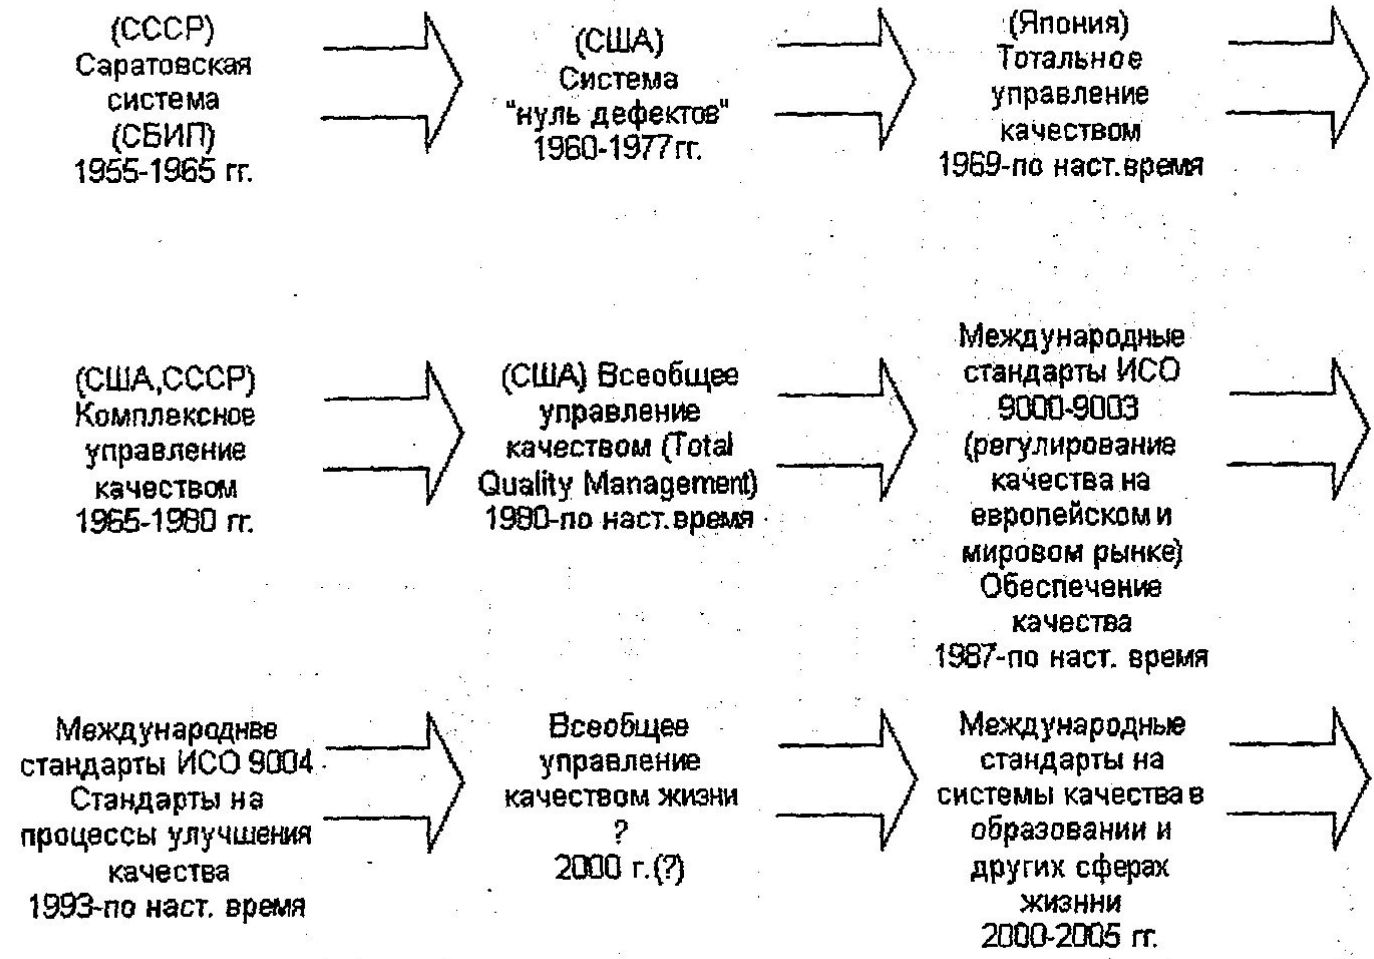 (СССР)
Саратовская
система
(СБИП)
1955-1965 гг.
(США)
Система
"нуль дефектов"
1960-1977гг.
(Япония)
Тотальное
управление
качеством
1969-по наст.время
(США,СССР)
Комплексное
управление
качеством
1965-1980 гг.
(США) Всеобщее
управление
качеством (Total
Quality Management)
1980-по наст.время
Международные
стандарты ИСО
9000-9003
(регулирование
качества на
европейском и
мировом рынке)
Обеспечение
качества
1987-по наст. время
Международнве
стандарты ИСО 9004
Стандарты на
процессы улучшения
качества
1993-по наст. время
Всеобщее
управление
качеством жизни
?
2000 г.(?)
Международные
стандарты на
системы качества в
образовании и
других сферах
жизнни
2000-2005 гг.